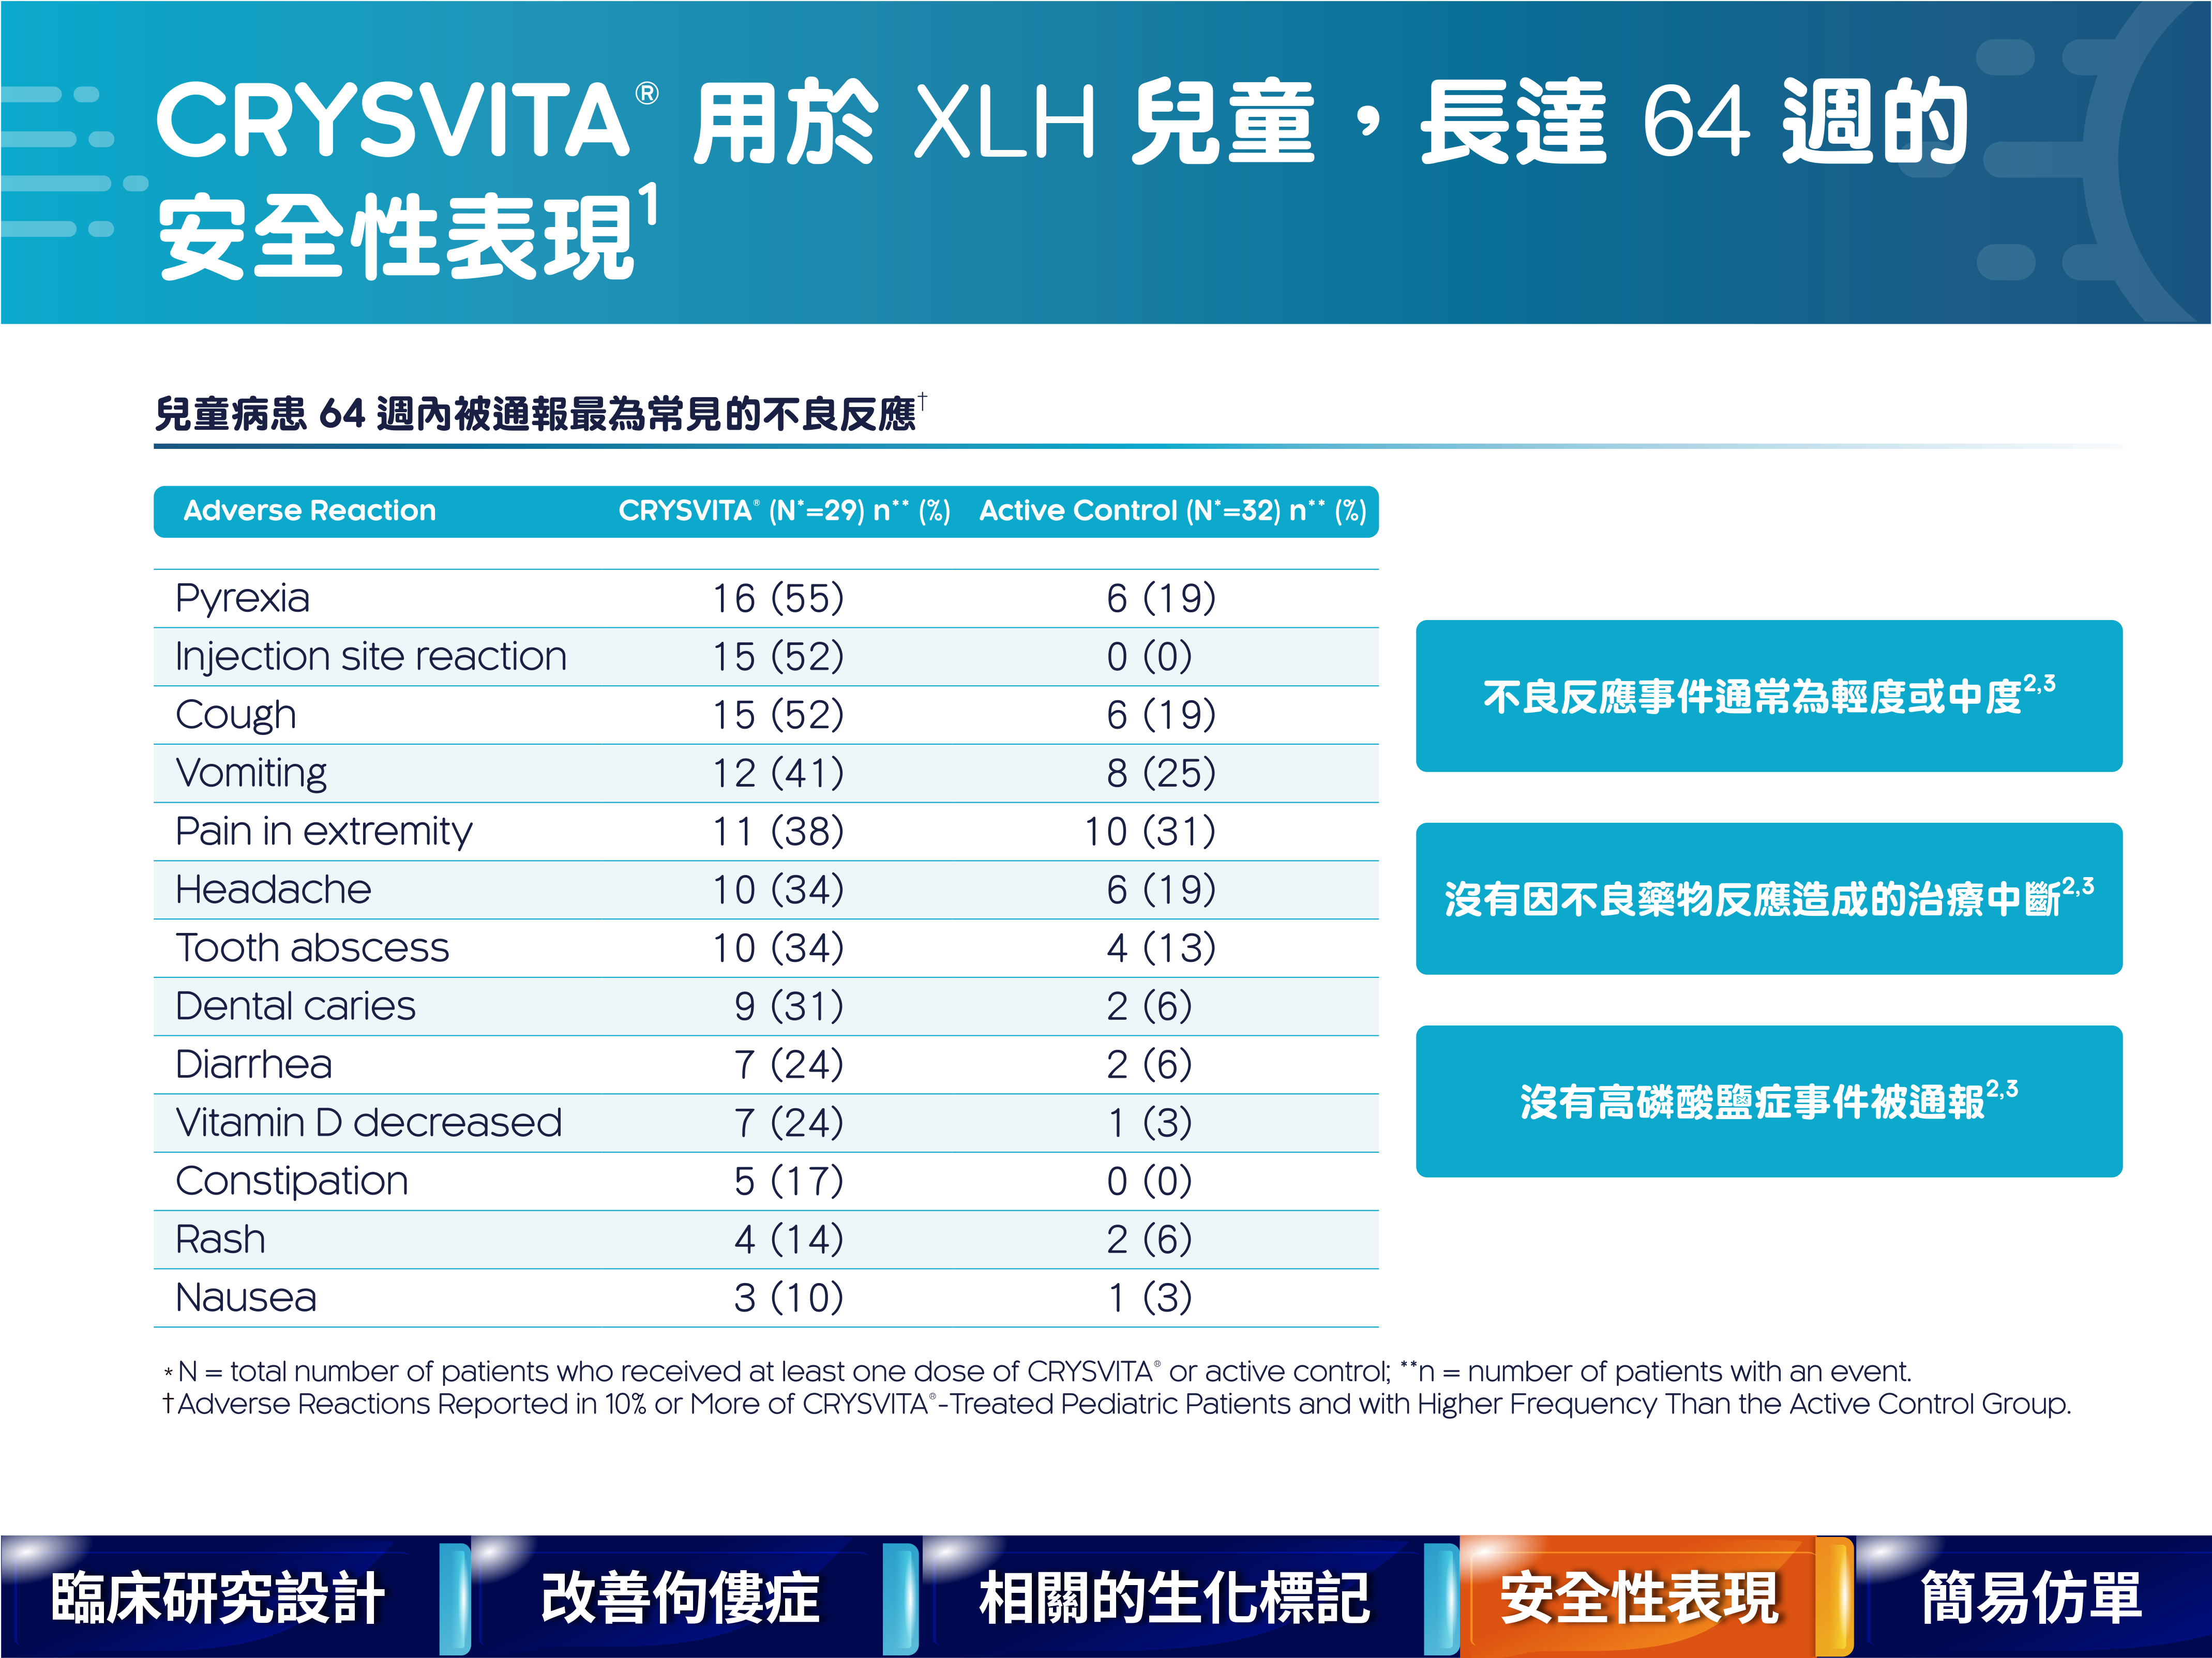 CRYSVITA® 用於 XLH 兒童，長達 64 週的
安全性表現1
兒童病患 64 週內被通報最為常見的不良反應†
Adverse Reaction CRYSVITA® (N*=29) n** (%) Active Control (N*=32) n** (%)
Pyrexia 16 (55) 6 (19)
Injection site reaction 15 (52) 0 (0)
Cough 15 (52) 6 (19)
Vomiting 12 (41) 8 (25)
Pain in extremity 11 (38) 10 (31)
Headache 10 (34) 6 (19)
Tooth abscess 10 (34) 4 (13)
Dental caries 9 (31) 2 (6)
Diarrhea 7 (24) 2 (6)
Vitamin D decreased 7 (24) 1 (3)
Constipation 5 (17) 0 (0)
Rash 4 (14) 2 (6)
Nausea 3 (10) 1 (3)
不良反應事件通常為輕度或中度2,3
沒有因不良藥物反應造成的治療中斷2,3
沒有高磷酸鹽症事件被通報2,3
* N = total number of patients who received at least one dose of CRYSVITA® or active control; **n = number of patients with an event.
† Adverse Reactions Reported in 10% or More of CRYSVITA®-Treated Pediatric Patients and with Higher Frequency Than the Active Control Group.
臨床研究設計 改善佝僂症 相關的生化標記 安全性表現 簡易仿單